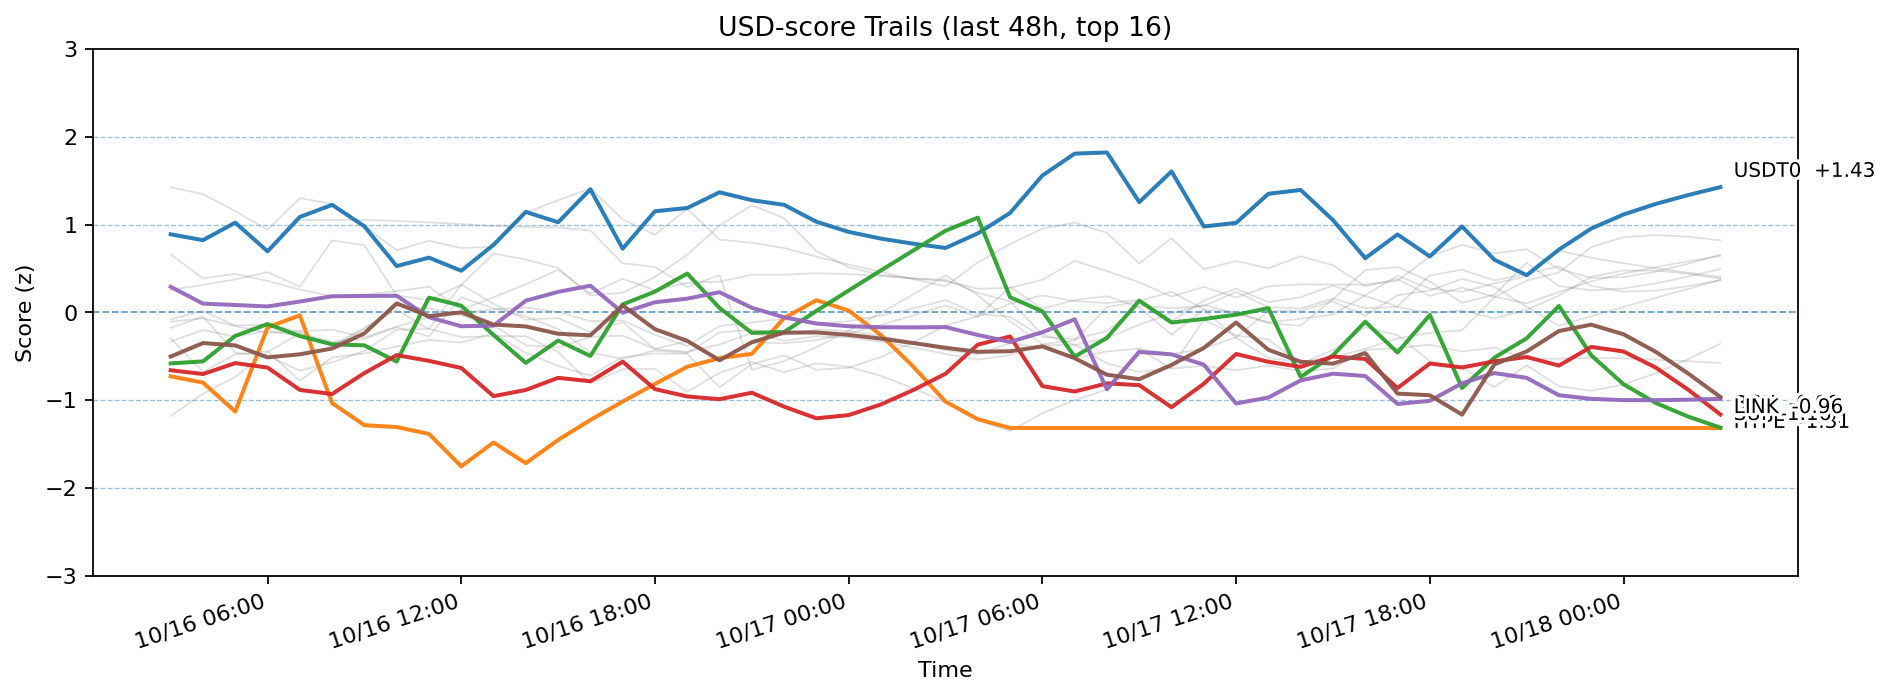 USD-score Trails (last 48h, top 16)
Score (z)
3
2
1
0
−1
−2
−3
USDT0 +1.43
LINK -0.96
HYPE -1.31
10/16 06:00
10/16 12:00
10/16 18:00
10/17 00:00
10/17 06:00
10/17 12:00
10/17 18:00
10/18 00:00
Time